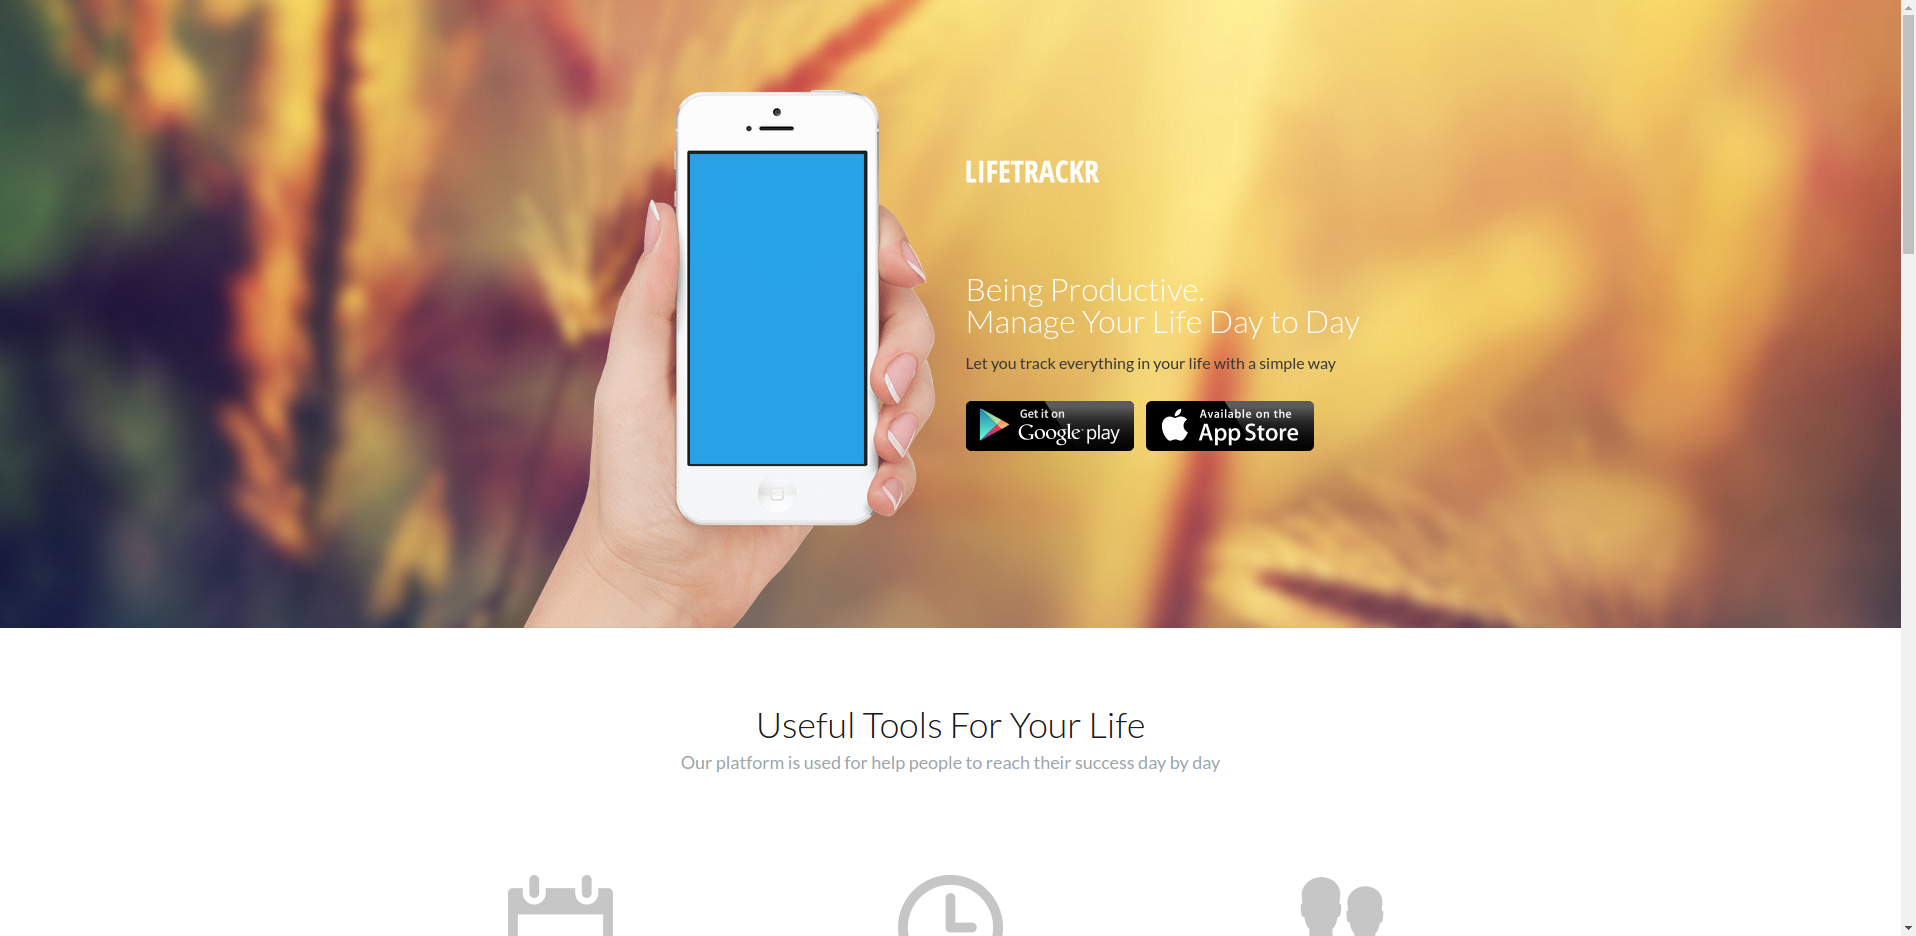 LIFETRACKR
Being Productive.
Manage Your Life Day to Day
Let you track everything in your life with a simple way
Get it on
Google play
Available on the
App Store
Useful Tools For Your Life
Our platform is used for help people to reach their success day by day